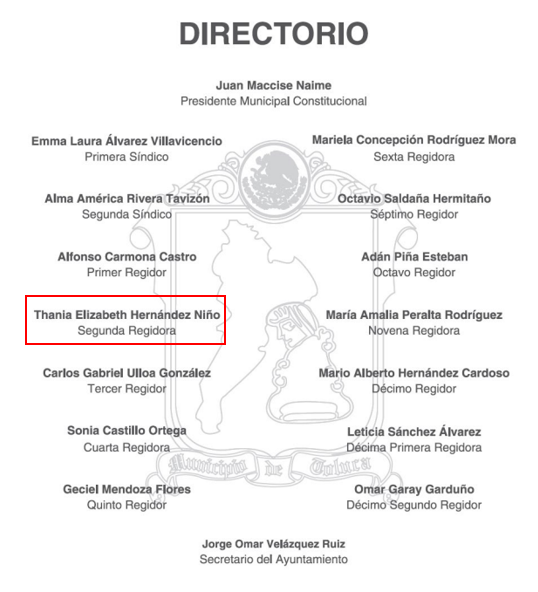 DIRECTORIO
Juan Maccise Naime
Presidente Municipal Constitucional
Emma Laura Álvarez Villavicencio
Primera Síndico
Alma América Rivera Tavizón
Segunda Síndico
Alfonso Carmona Castro
Primer Regidor
Thania Elizabeth Hernández Niño
Segunda Regidora
Carlos Gabriel Ulloa González
Tercer Regidor
Sonia Castillo Ortega
Cuarta Regidora
Geciel Mendoza Flores
Quinto Regidor
Mariela Concepción Rodríguez Mora
Sexta Regidora
Octavio Saldaña Hermitaño
Séptimo Regidor
Adán Piña Esteban
Octavo Regidor
María Amalia Peralta Rodríguez
Novena Regidora
Mario Alberto Hernández Cardoso
Décimo Regidor
Leticia Sánchez Álvarez
Décima Primera Regidora
Omar Garay Garduño
Décimo Segundo Regidor
Municipio de Toluca
Jorge Omar Velázquez Ruiz
Secretario del Ayuntamiento